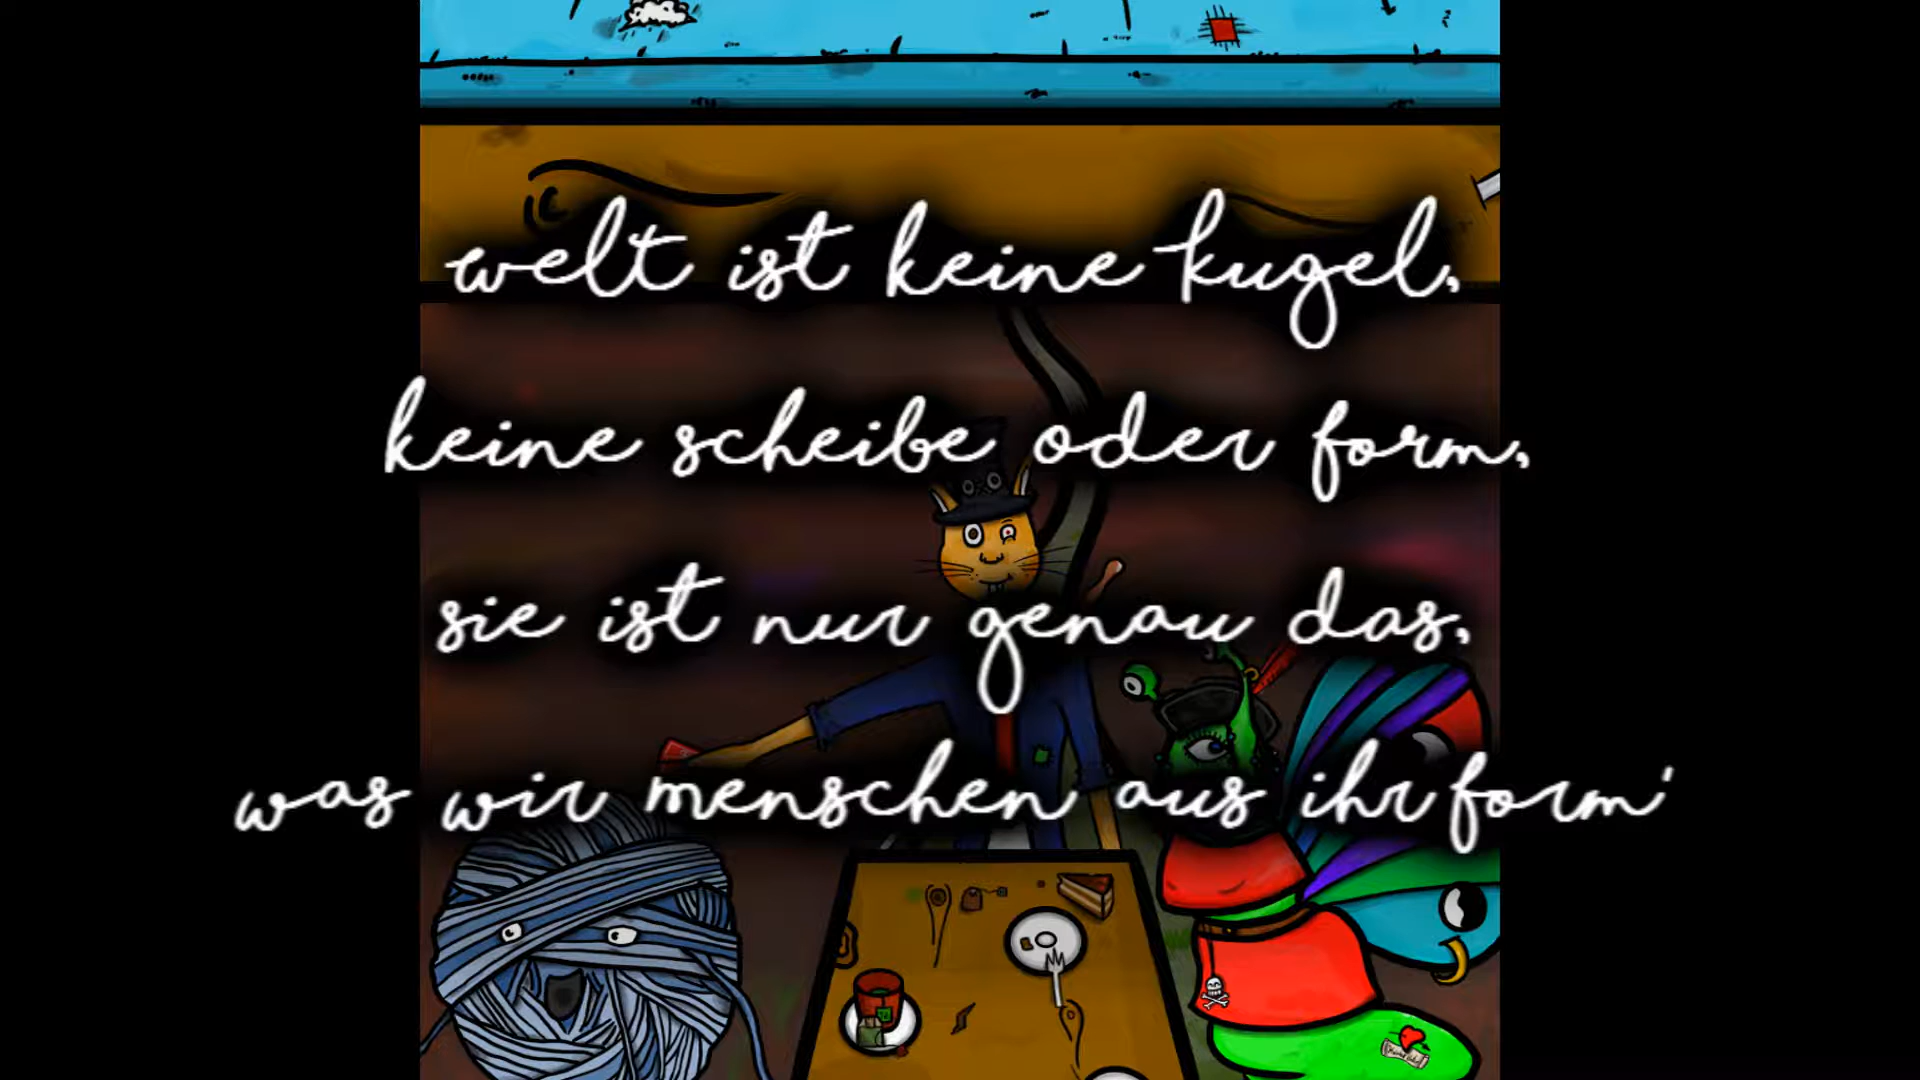 welt ist keine kugel,
keine scheibe oder form,
sie ist nur genau das,
was wir menschen aus ihr form'